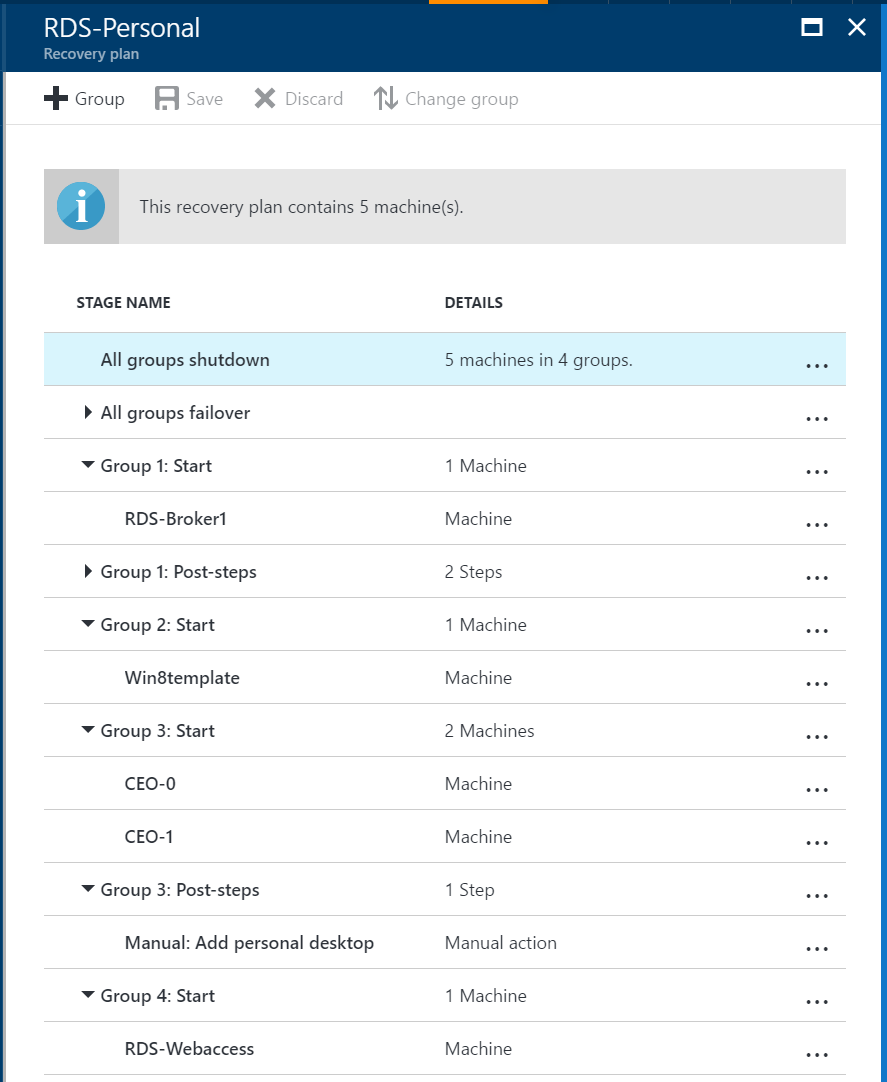 RDS-Personal
Recovery plan
Group Save Discard Change group
This recovery plan contains 5 machine(s).
STAGE NAME DETAILS
All groups shutdown 5 machines in 4 groups. ...
All groups failover ...
Group 1: Start 1 Machine ...
RDS-Broker1 Machine ...
Group 1: Post-steps 2 Steps ...
Group 2: Start 1 Machine ...
Win8template Machine ...
Group 3: Start 2 Machines ...
CEO-0 Machine ...
CEO-1 Machine ...
Group 3: Post-steps 1 Step ...
Manual: Add personal desktop Manual action ...
Group 4: Start 1 Machine ...
RDS-Webaccess Machine ...